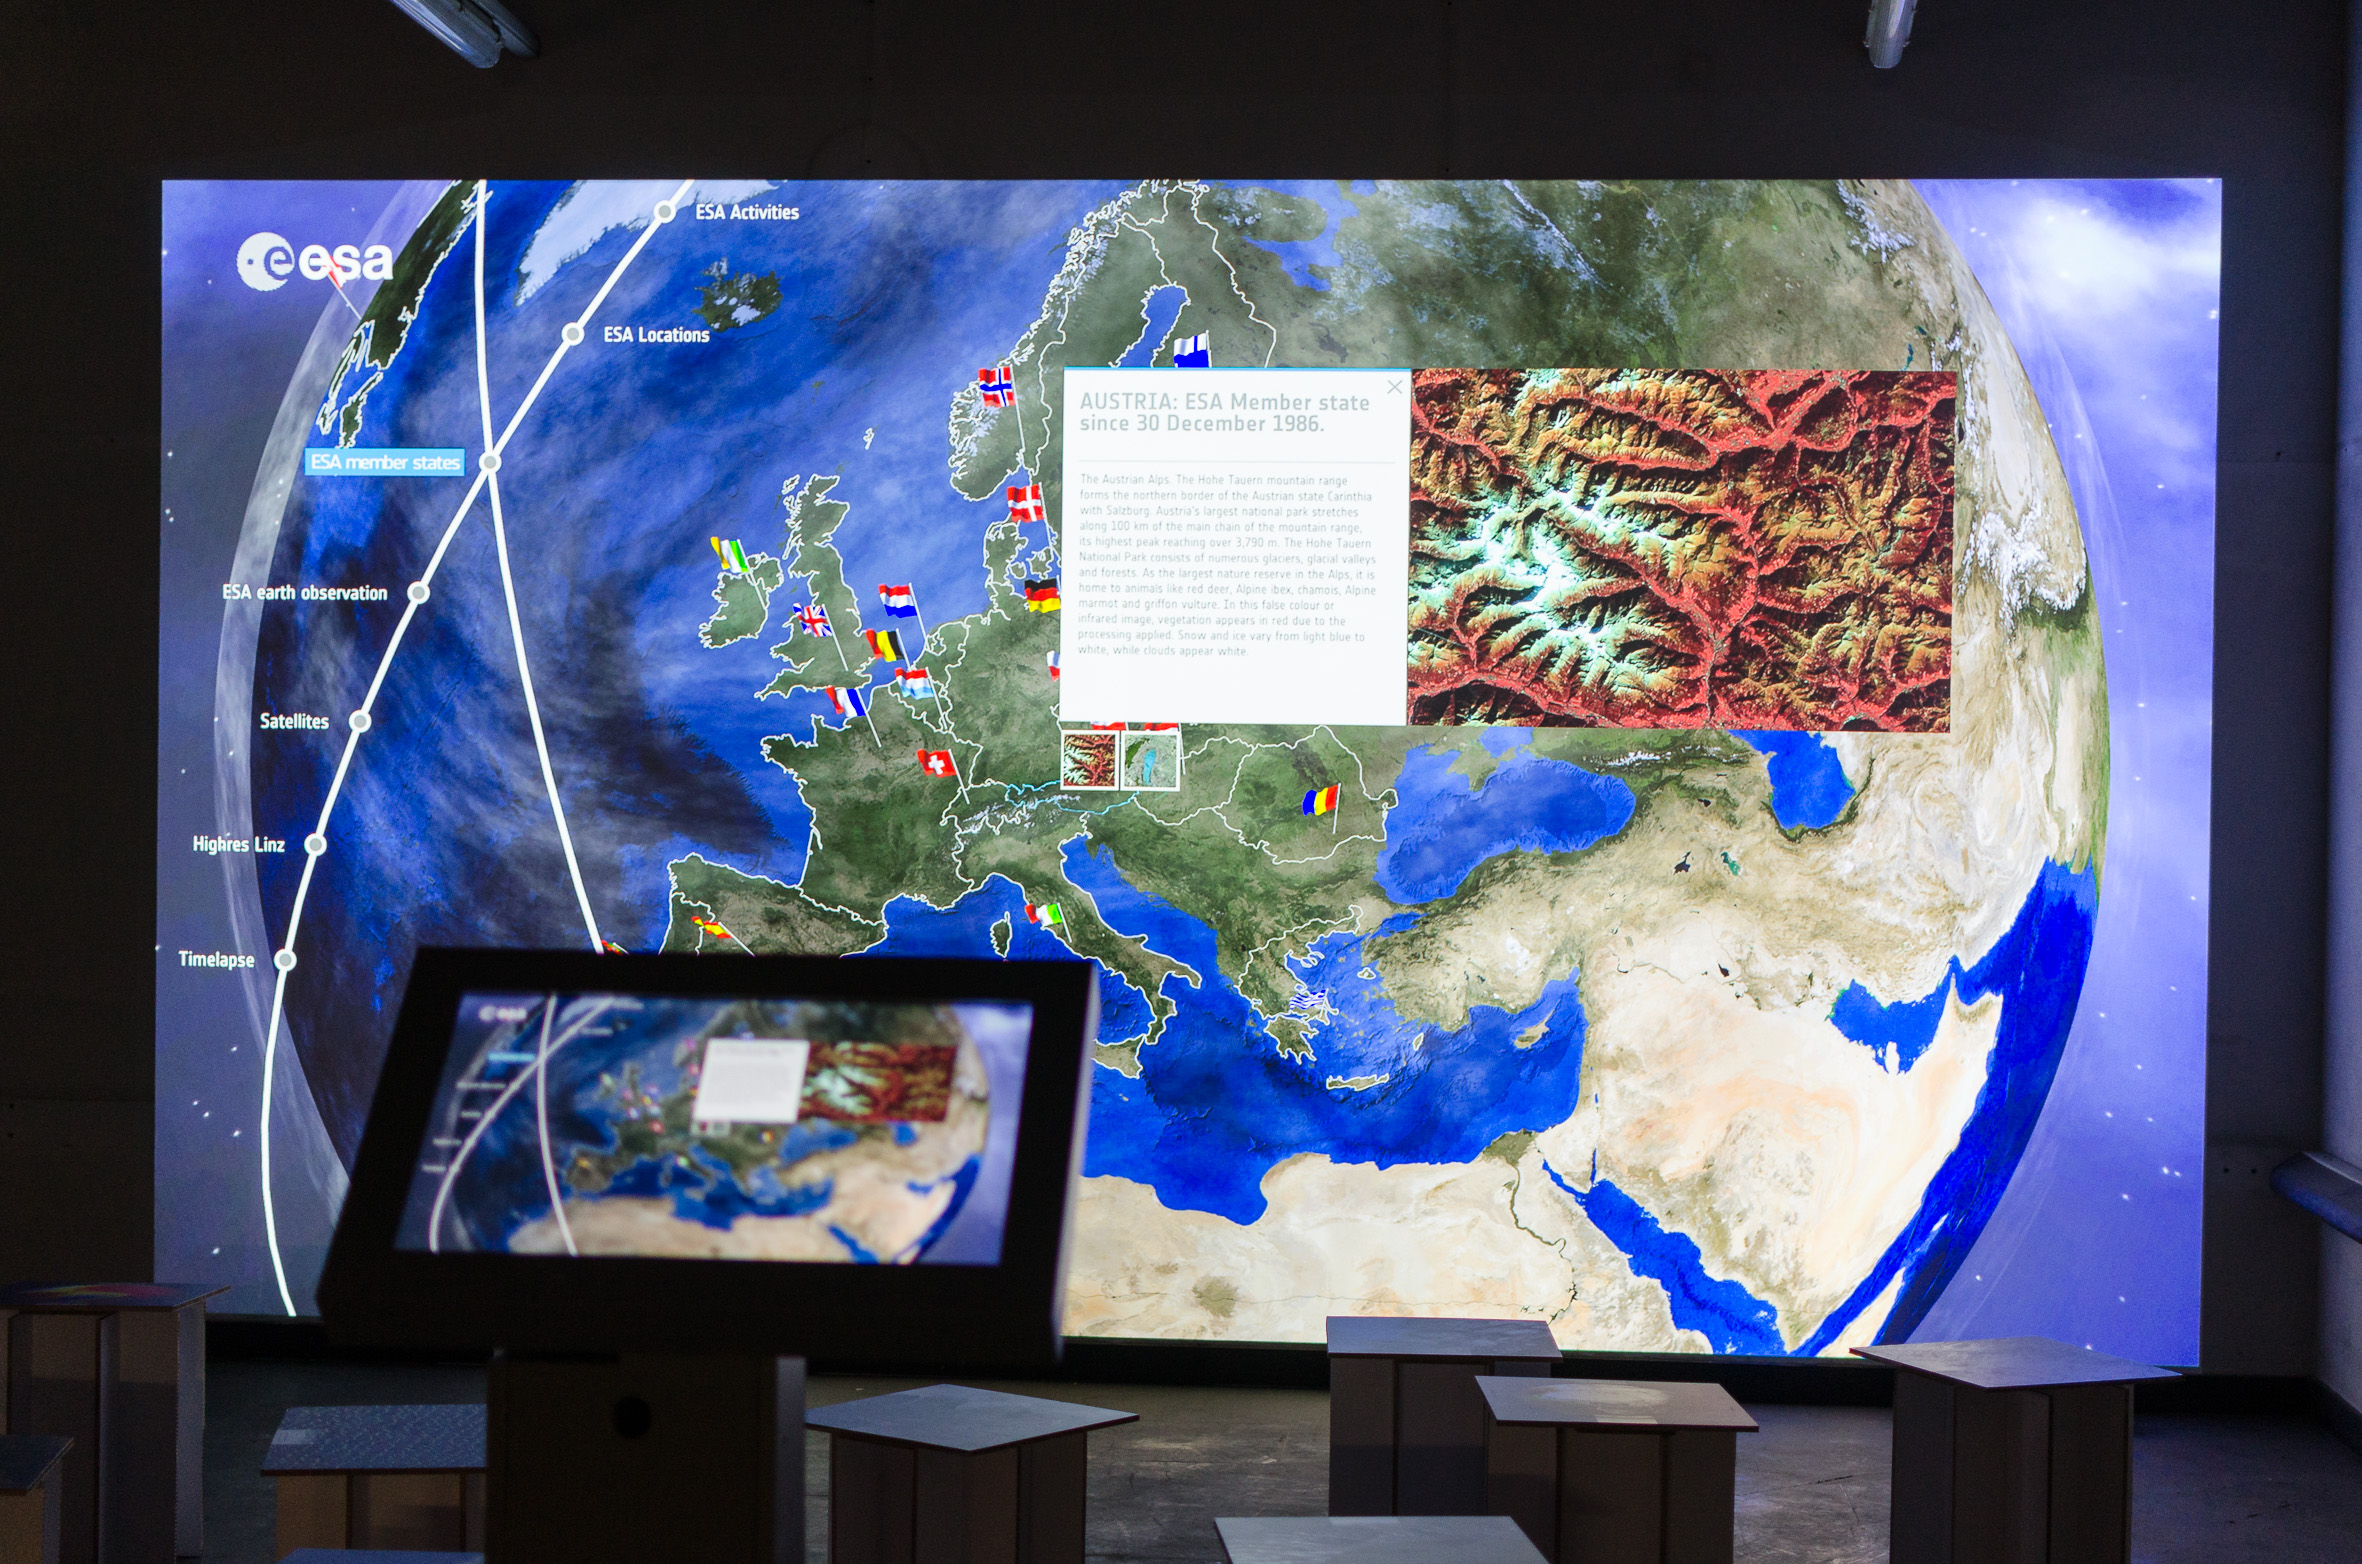 esa
ESA Activities
ESA Locations
ESA member states
ESA earth observation
Satellites
Highres Linz
Timelapse
AUSTRIA: ESA Member state
since 30 December 1986.
The Austrian Alps. The Hohe Tauern mountain range
forms the northern border of the Austrian state Carinthia
with Salzburg. Austria's largest national park stretches
along 100 km of the main chain of the mountain range,
its highest peak reaching over 3,790 m. The Hohe Tauern
National Park consists of numerous glaciers, glacial valleys
and forests. As the largest nature reserve in the Alps, it is
home to animals like red deer, Alpine ibex, chamois, Alpine
marmot and griffon vulture. In this false colour or
infrared image, vegetation appears in red due to the
processing applied. Snow and ice vary from light blue to
white, while clouds appear white.